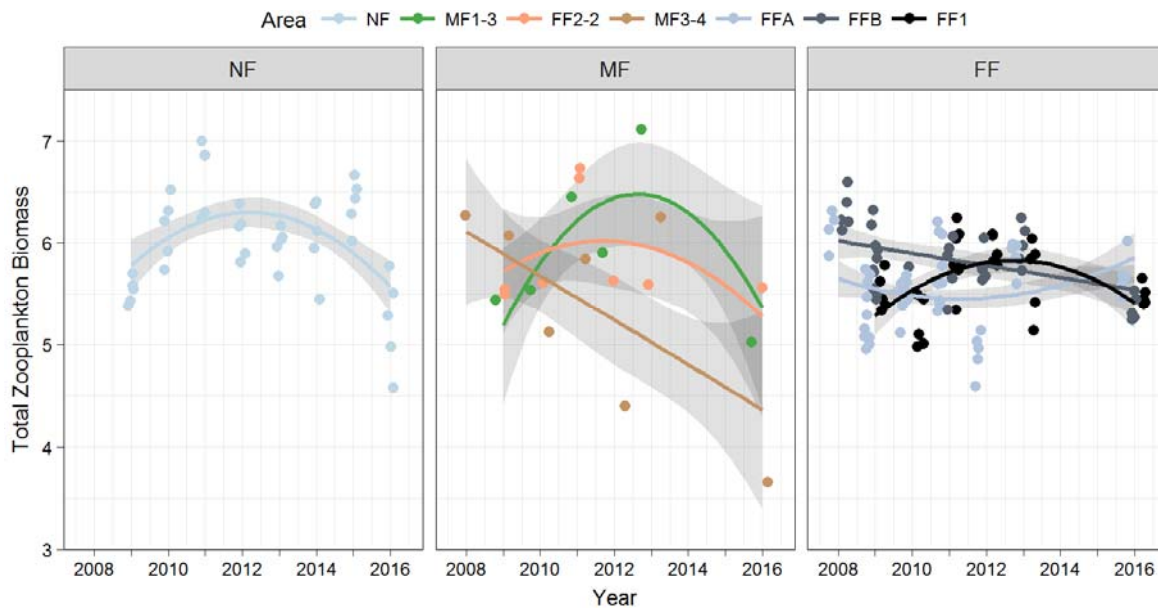 Area NF MF1-3 FF2-2 MF3-4 FFA FFB FF1
NF MF FF
Total Zooplankton Biomass
7
6
5
4
3
2008 2010 2012 2014 2016 2008 2010 2012 2014 2016 2008 2010 2012 2014 2016
Year